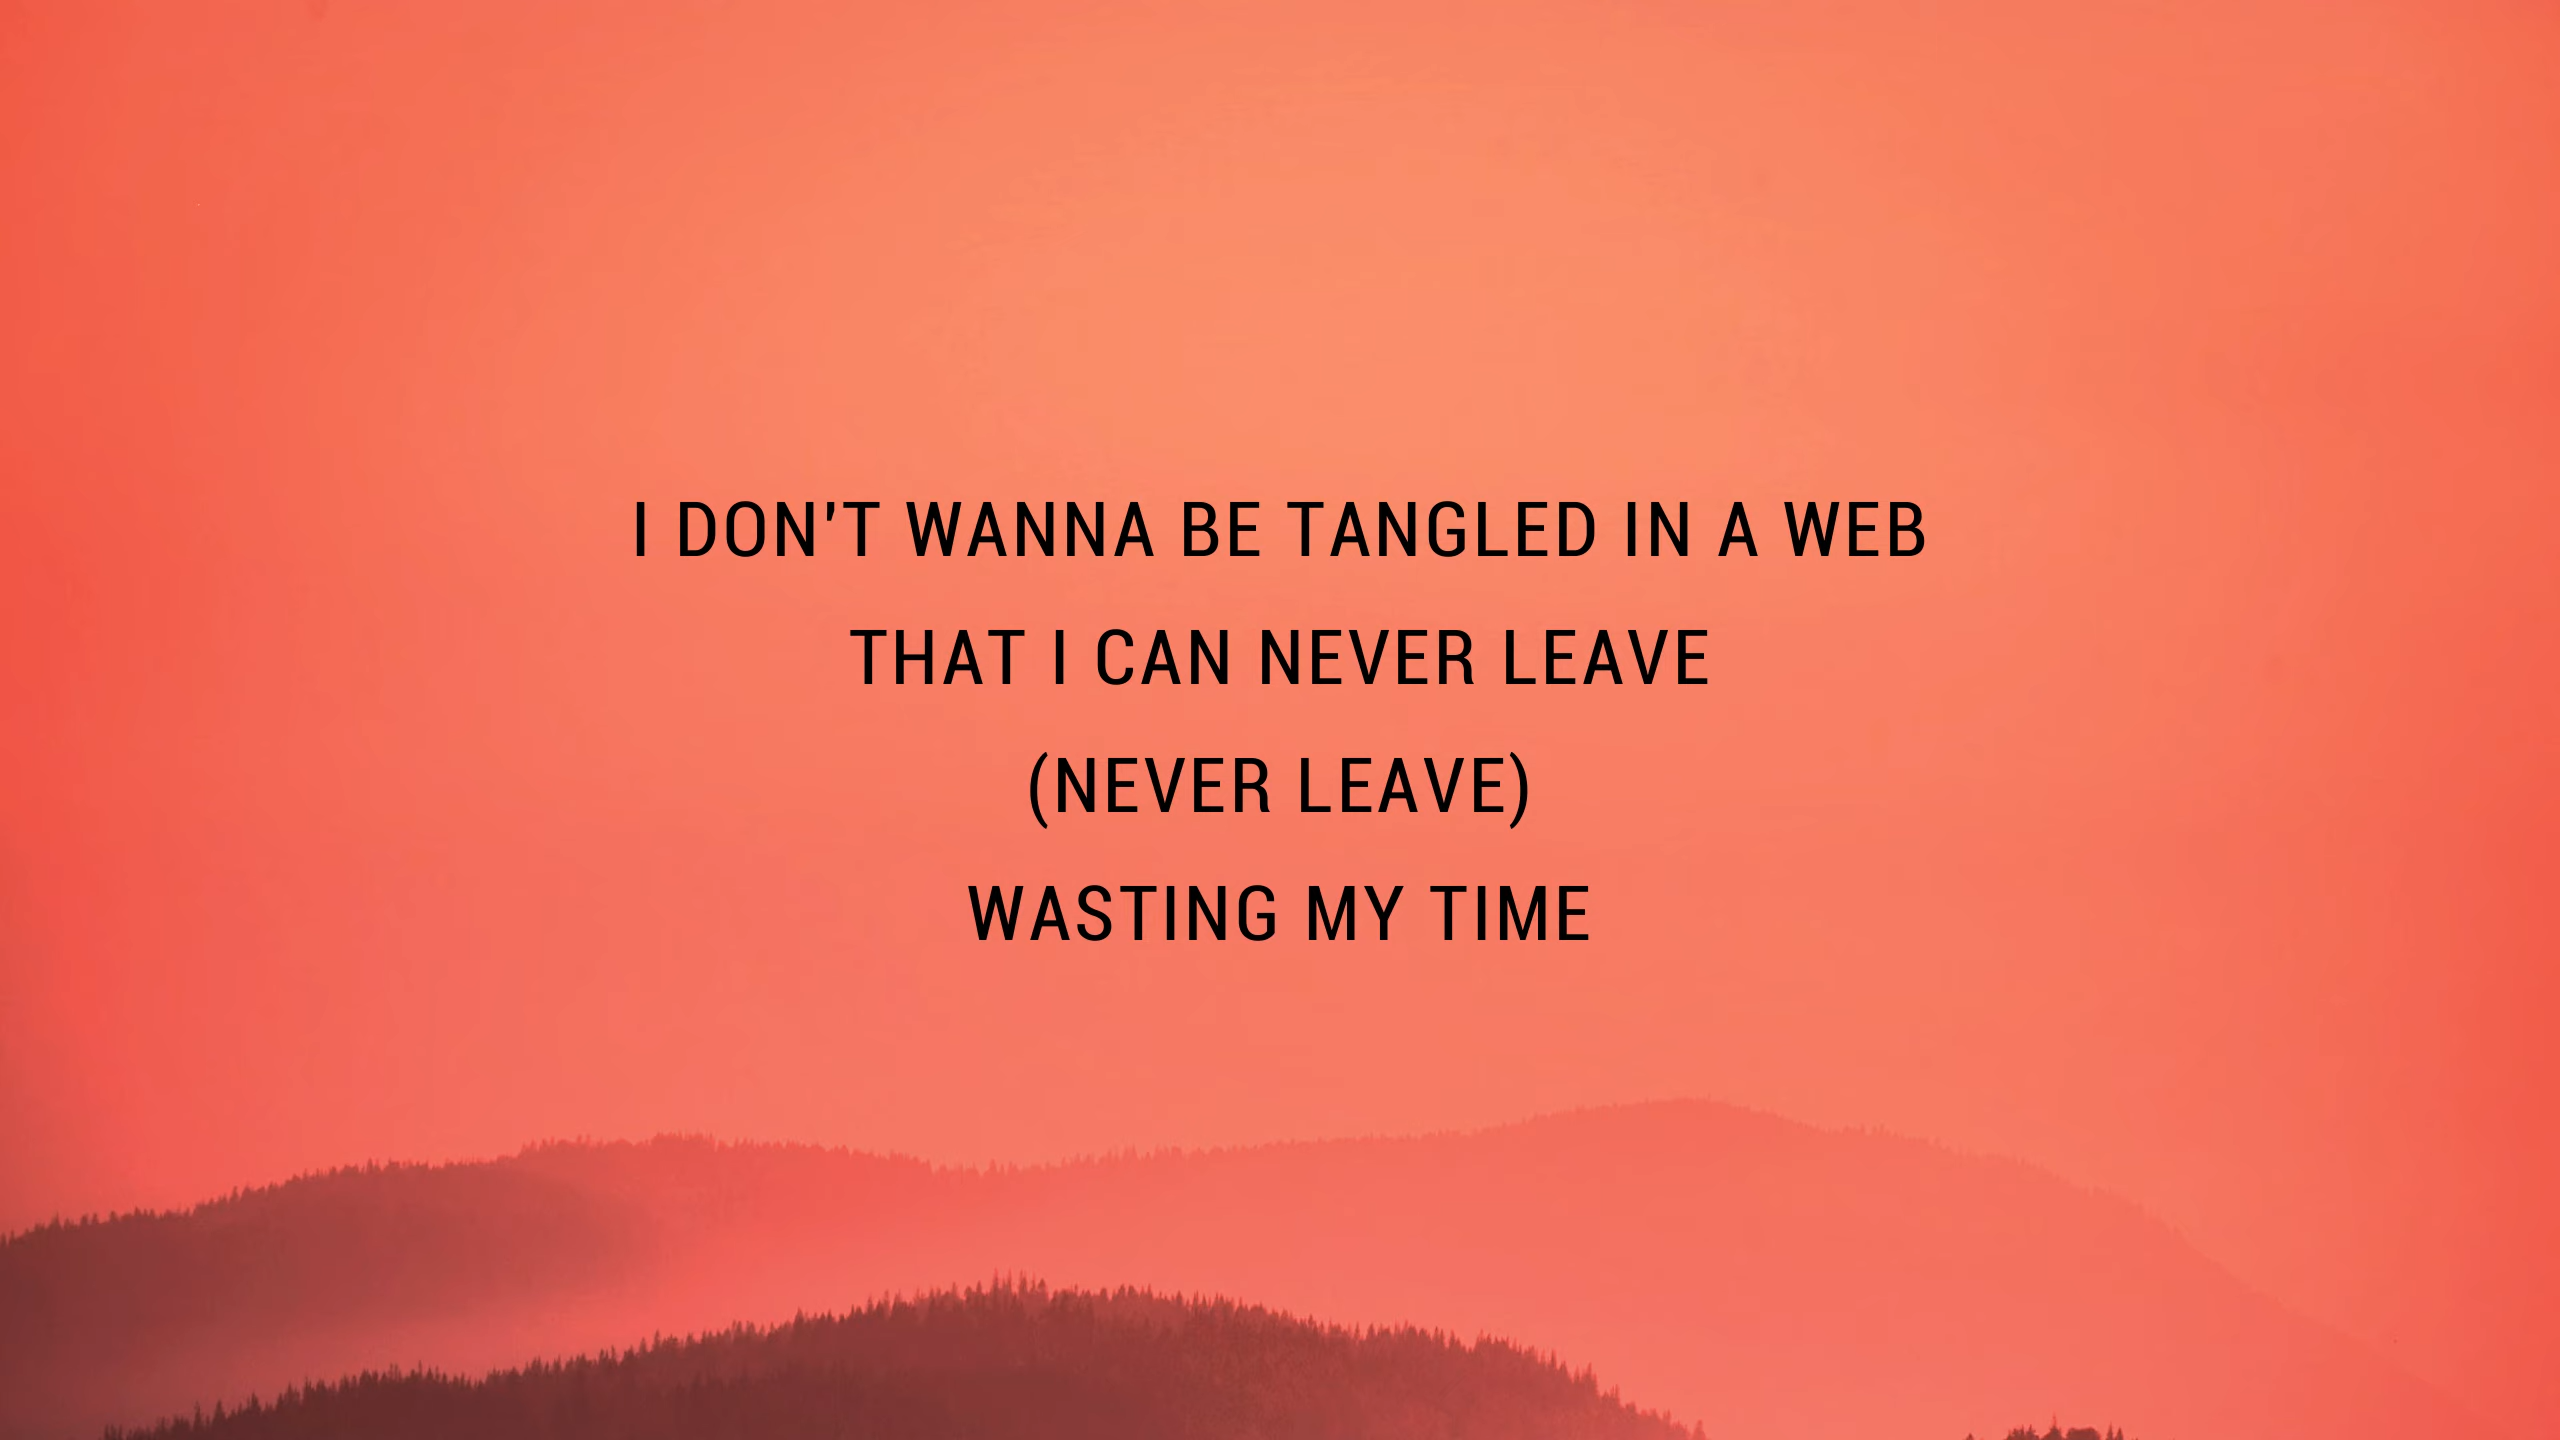 I DON'T WANNA BE TANGLED IN A WEB
THAT I CAN NEVER LEAVE
(NEVER LEAVE)
WASTING MY TIME